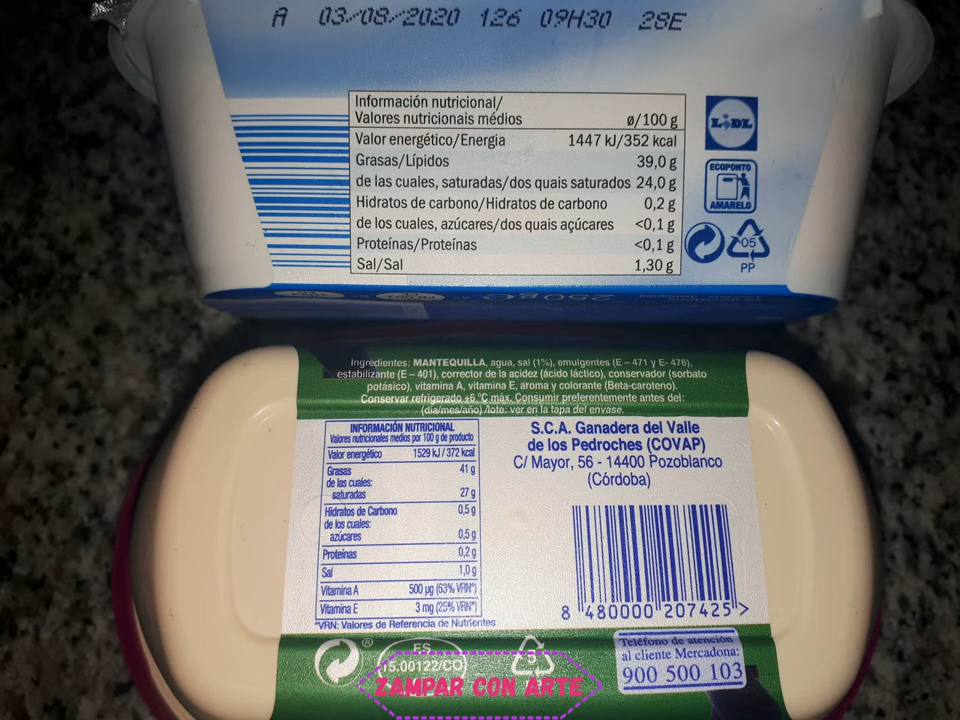 A 03/08/2020 126 09H30 28E
Información nutricional/
Valores nutricionais médios ø/100 g
Valor energético/Energia 1447 kJ/352 kcal
Grasas/Lípidos 39,0 g
de las cuales, saturadas/dos quais saturados 24,0 g
Hidratos de carbono/Hidratos de carbono 0,2 g
de los cuales, azúcares/dos quais açúcares <0,1 g
Proteínas/Proteínas <0,1 g
Sal/Sal 1,30 g
LIDL
ECOPONTO
AMARELO
05
PP
250g
Ingredientes: MANTEQUILLA, agua, sal (1%), emulgentes (E – 471 y E- 476),
estabilizante (E – 401), corrector de la acidez (ácido láctico), conservador (sorbato
potásico), vitamina A, vitamina E, aroma y colorante (Beta-caroteno).
Conservar refrigerado +6 °C máx. Consumir preferentemente antes del:
(día/mes/año) /lote: ver en la tapa del envase.
INFORMACIÓN NUTRICIONAL
Valores nutricionales medios por 100 g de producto
Valor energético 1529 kJ / 372 kcal
Grasas 41 g
de las cuales:
saturadas 27 g
Hidratos de Carbono 0,5 g
de los cuales:
azúcares 0,5 g
Proteínas 0,2 g
Sal 1,0 g
Vitamina A 500 µg (63% VRN*)
Vitamina E 3 mg (25% VRN*)
*VRN: Valores de Referencia de Nutrientes
S.C.A. Ganadera del Valle
de los Pedroches (COVAP)
C/ Mayor, 56 - 14400 Pozoblanco
(Córdoba)
8 480000 207425 >
®
ES
15.00122/CO
5
Teléfono de atención
al cliente Mercadona:
900 500 103
ZAMPAR CON ARTE